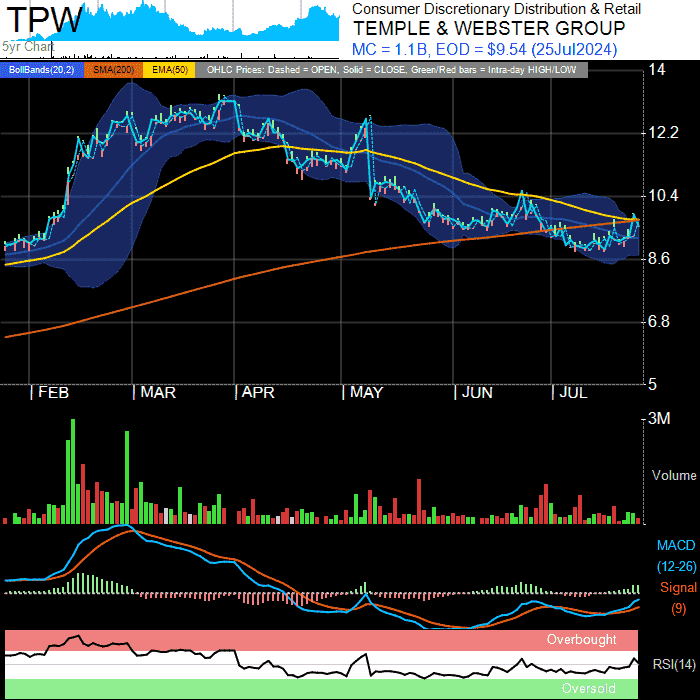 TPW
5yr Chart
Consumer Discretionary Distribution & Retail
TEMPLE & WEBSTER GROUP
MC = 1.1B, EOD = $9.54 (25Jul2024)
BollBands(20,2) SMA(200) EMA(50) OHLC Prices: Dashed = OPEN, Solid = CLOSE, Green/Red bars = Intra-day HIGH/LOW
14
12.2
10.4
8.6
6.8
5
| FEB | MAR | APR | MAY | JUN | JUL
3M
Volume
MACD
(12-26)
Signal
(9)
Overbought
RSI(14)
Oversold